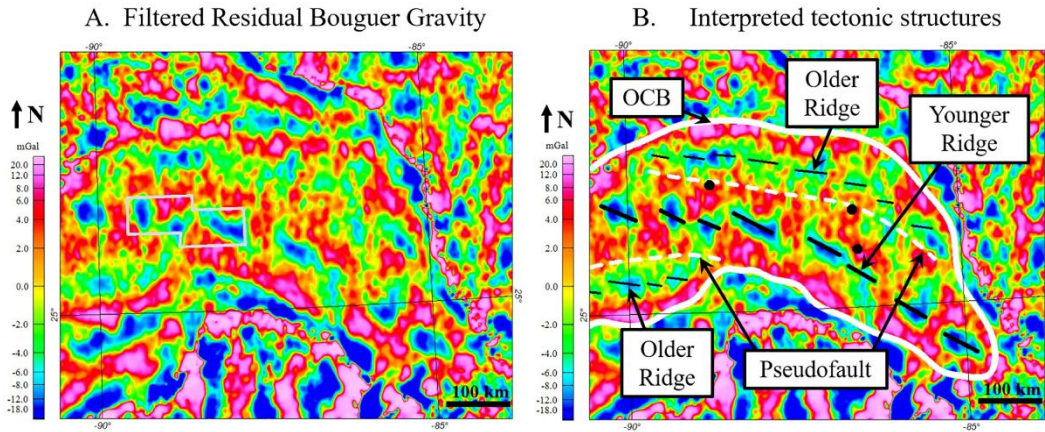 A. Filtered Residual Bouguer Gravity
-90°
-85°
N
mGal
20.0
12.0
8.0
6.0
4.0
2.0
0.0
-2.0
-4.0
-6.0
-8.0
-12.0
-18.0
25°
25°
-90°
-85°
100 km
B. Interpreted tectonic structures
-90°
-85°
N
mGal
20.0
12.0
8.0
6.0
4.0
2.0
0.0
-2.0
-4.0
-6.0
-8.0
-12.0
-18.0
OCB
Older
Ridge
Younger
Ridge
25°
25°
Older
Ridge
Pseudofault
-90°
-85°
100 km